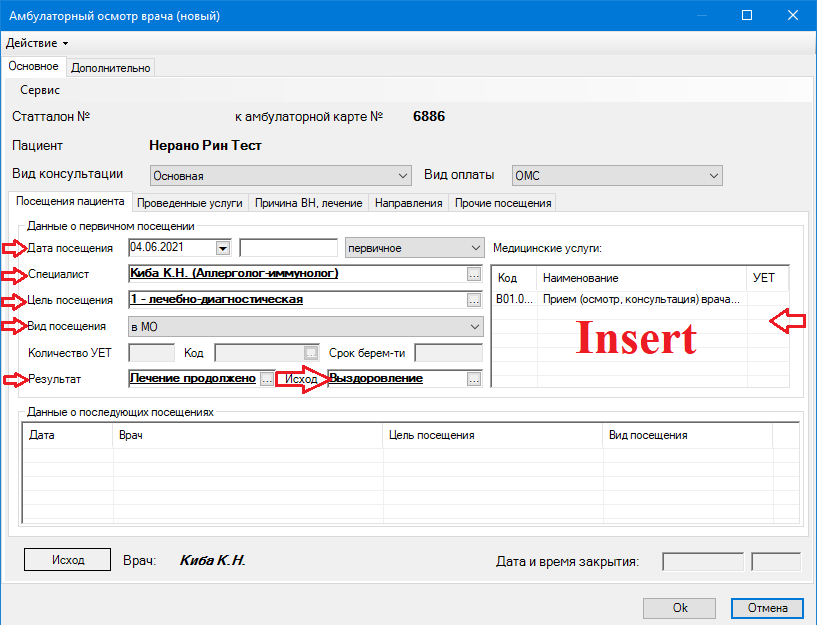 Амбулаторный осмотр врача (новый)
Действие
Основное Дополнительно
Сервис
Статталон № к амбулаторной карте № 6886
Пациент Нерано Рин Тест
Вид консультации Основная Вид оплаты ОМС
Посещения пациента Проведенные услуги Причина ВН, лечение Направления Прочие посещения
Данные о первичном посещении
Дата посещения 04.06.2021 первичное Медицинские услуги:
Специалист Киба К.Н. (Аллерголог-иммунолог) ...
Код Наименование УЕТ
Цель посещения 1 - лечебно-диагностическая ...
B01.0... Прием (осмотр, консультация) врача...
Вид посещения в МО
Insert
Количество УЕТ Код ... Срок берем-ти
Результат Лечение продолжено ... Исход Выздоровление ...
Данные о последующих посещениях
Дата Врач Цель посещения Вид посещения
Исход Врач: Киба К.Н. Дата и время закрытия:
Ok Отмена